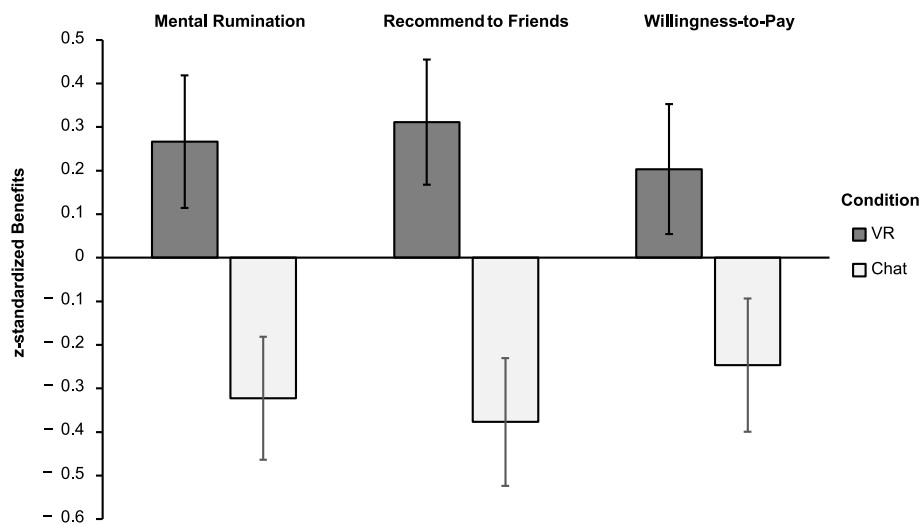 Mental Rumination Recommend to Friends Willingness-to-Pay
0.5
0.4
0.3
0.2
0.1
0
– 0.1
– 0.2
– 0.3
– 0.4
– 0.5
– 0.6
z-standardized Benefits
Condition
VR
Chat